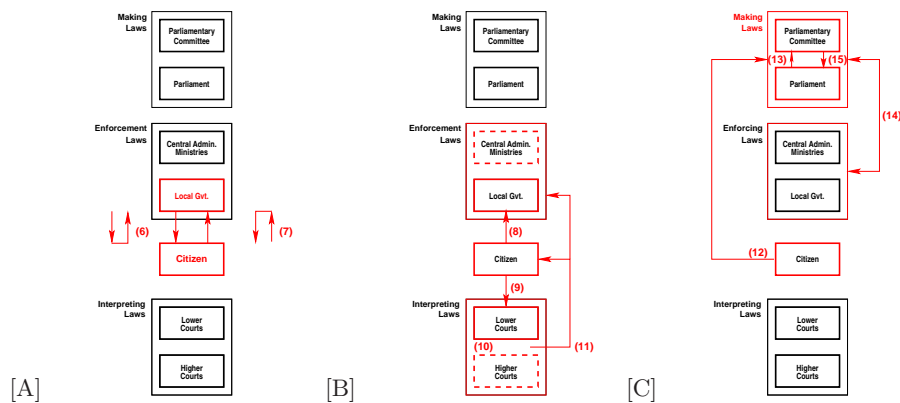 Making
Laws
Parliamentary
Committee
Parliament
Enforcement
Laws
Central Admin.
Ministries
Local Gvt.
(6)
(7)
Citizen
Interpreting
Laws
Lower
Courts
Higher
Courts
[A]
Making
Laws
Parliamentary
Committee
Parliament
Enforcement
Laws
Central Admin.
Ministries
Local Gvt.
(8)
Citizen
(9)
Interpreting
Laws
Lower
Courts
(10)
(11)
Higher
Courts
[B]
Making
Laws
Parliamentary
Committee
(13)
(15)
Parliament
(14)
Enforcing
Laws
Central Admin.
Ministries
Local Gvt.
(12)
Citizen
Interpreting
Laws
Lower
Courts
Higher
Courts
[C]